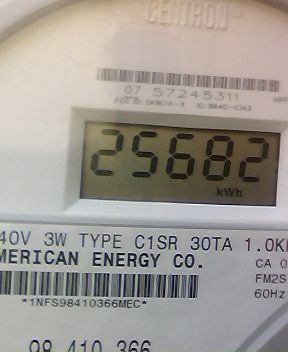 CENTRON®
07 57245311
25682
kWh
40V 3W TYPE C1SR 30TA 1.0K
MERICAN ENERGY CO.
CA 0
FM2S
60Hz
*1NFS98410366MEC*
98 410 366